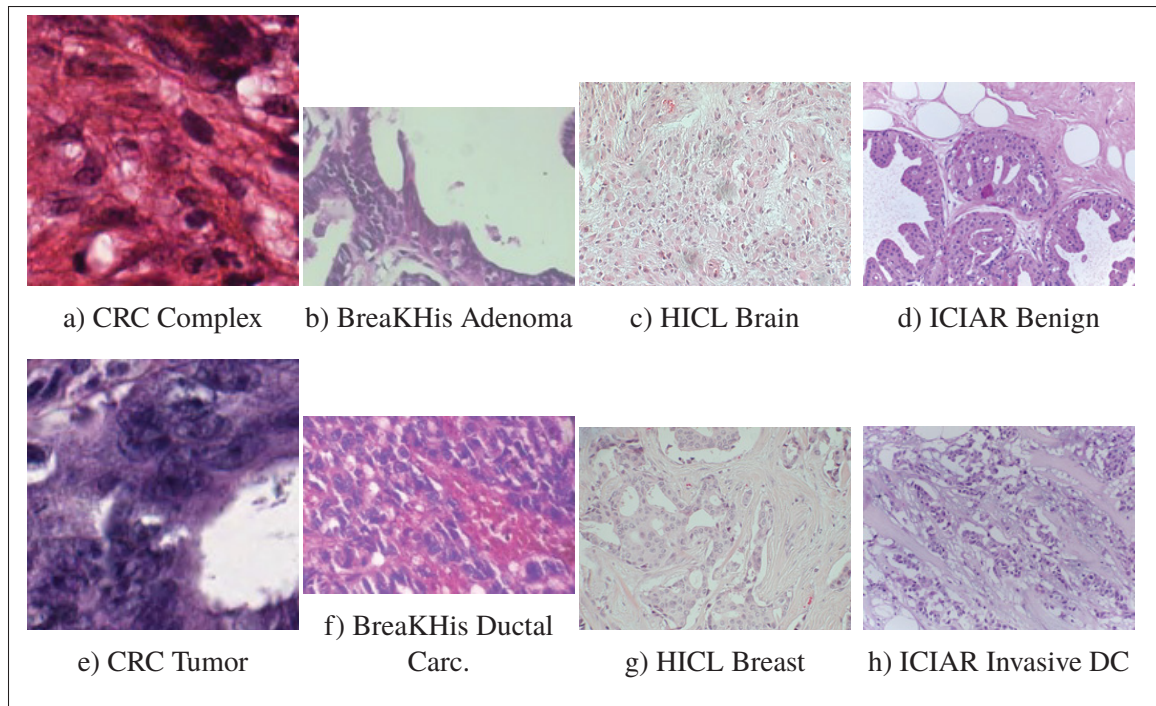 a) CRC Complex
b) BreaKHis Adenoma
c) HICL Brain
d) ICIAR Benign
e) CRC Tumor
f) BreaKHis Ductal
Carc.
g) HICL Breast
h) ICIAR Invasive DC